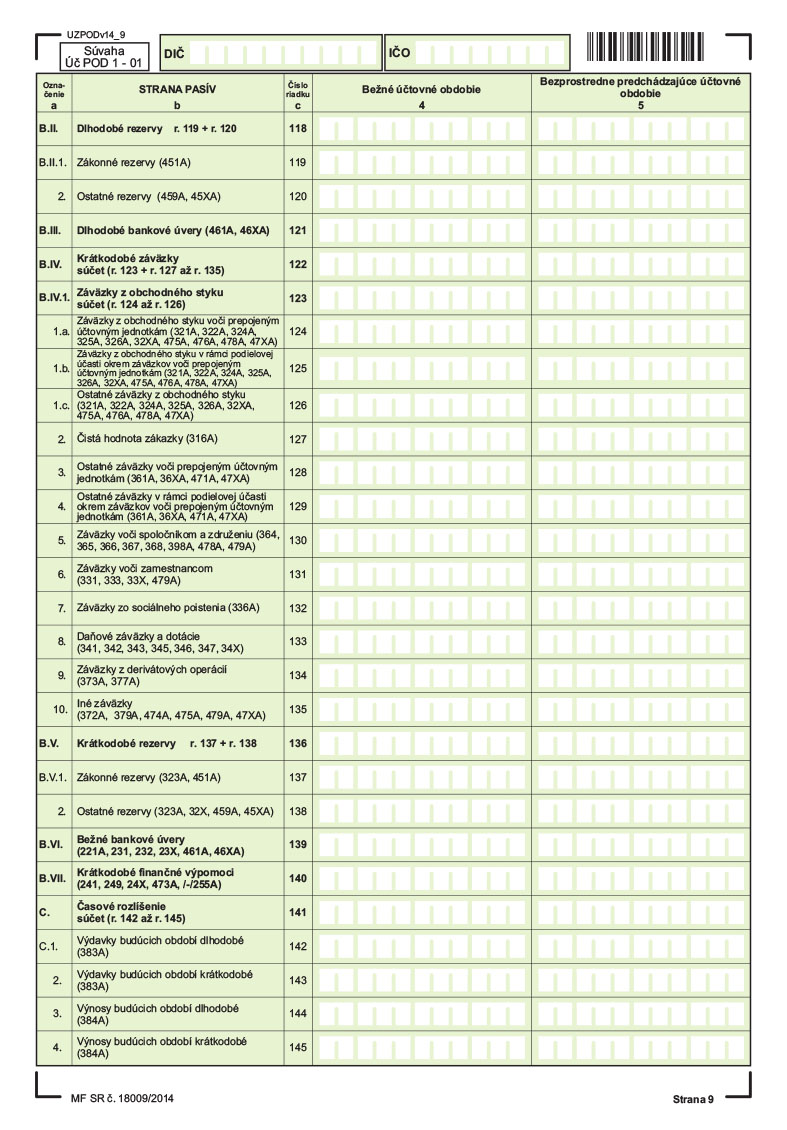 UZPODv14_9
Súvaha
Úč POD 1 - 01
DIČ
IČO
Ozna-
čenie
a
STRANA PASÍV
b
Číslo
riadku
c
Bežné účtovné obdobie
4
Bezprostredne predchádzajúce účtovné
obdobie
5
B.II. Dlhodobé rezervy r. 119 + r. 120 118
B.II.1. Zákonné rezervy (451A) 119
2. Ostatné rezervy (459A, 45XA) 120
B.III. Dlhodobé bankové úvery (461A, 46XA) 121
B.IV. Krátkodobé záväzky
súčet (r. 123 + r. 127 až r. 135) 122
B.IV.1. Záväzky z obchodného styku
súčet (r. 124 až r. 126) 123
1.a. Záväzky z obchodného styku voči prepojeným
účtovným jednotkám (321A, 322A, 324A,
325A, 326A, 32XA, 475A, 476A, 478A, 47XA) 124
1.b. Záväzky z obchodného styku v rámci podielovej
účasti okrem záväzkov voči prepojeným
účtovným jednotkám (321A, 322A, 324A, 325A,
326A, 32XA, 475A, 476A, 478A, 47XA) 125
1.c. Ostatné záväzky z obchodného styku
(321A, 322A, 324A, 325A, 326A, 32XA,
475A, 476A, 478A, 47XA) 126
2. Čistá hodnota zákazky (316A) 127
3. Ostatné záväzky voči prepojeným účtovným
jednotkám (361A, 36XA, 471A, 47XA) 128
4. Ostatné záväzky v rámci podielovej účasti
okrem záväzkov voči prepojeným účtovným
jednotkám (361A, 36XA, 471A, 47XA) 129
5. Záväzky voči spoločníkom a združeniu (364,
365, 366, 367, 368, 398A, 478A, 479A) 130
6. Záväzky voči zamestnancom
(331, 333, 33X, 479A) 131
7. Záväzky zo sociálneho poistenia (336A) 132
8. Daňové záväzky a dotácie
(341, 342, 343, 345, 346, 347, 34X) 133
9. Záväzky z derivátových operácií
(373A, 377A) 134
10. Iné záväzky
(372A, 379A, 474A, 475A, 479A, 47XA) 135
B.V. Krátkodobé rezervy r. 137 + r. 138 136
B.V.1. Zákonné rezervy (323A, 451A) 137
2. Ostatné rezervy (323A, 32X, 459A, 45XA) 138
B.VI. Bežné bankové úvery
(221A, 231, 232, 23X, 461A, 46XA) 139
B.VII. Krátkodobé finančné výpomoci
(241, 249, 24X, 473A, /-/255A) 140
C. Časové rozlíšenie
súčet (r. 142 až r. 145) 141
C.1. Výdavky budúcich období dlhodobé
(383A) 142
2. Výdavky budúcich období krátkodobé
(383A) 143
3. Výnosy budúcich období dlhodobé
(384A) 144
4. Výnosy budúcich období krátkodobé
(384A) 145
MF SR č. 18009/2014
Strana 9